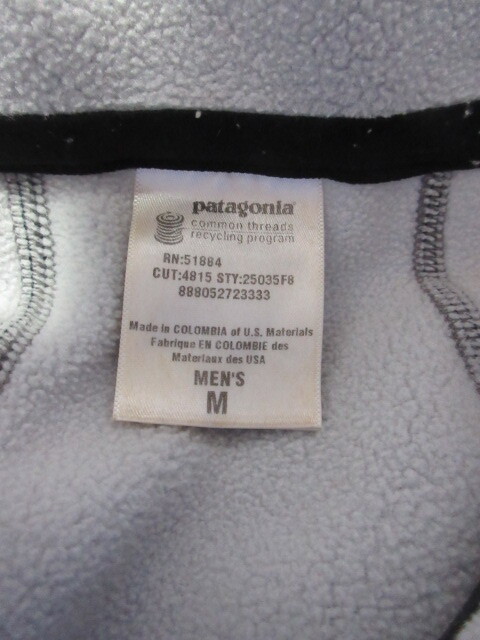 patagonia®
common threads
recycling program
RN:51884
CUT:4815 STY:25035F8
888052723333
Made in COLOMBIA of U.S. Materials
Fabrique EN COLOMBIE des
Materiaux des USA
MEN'S
M